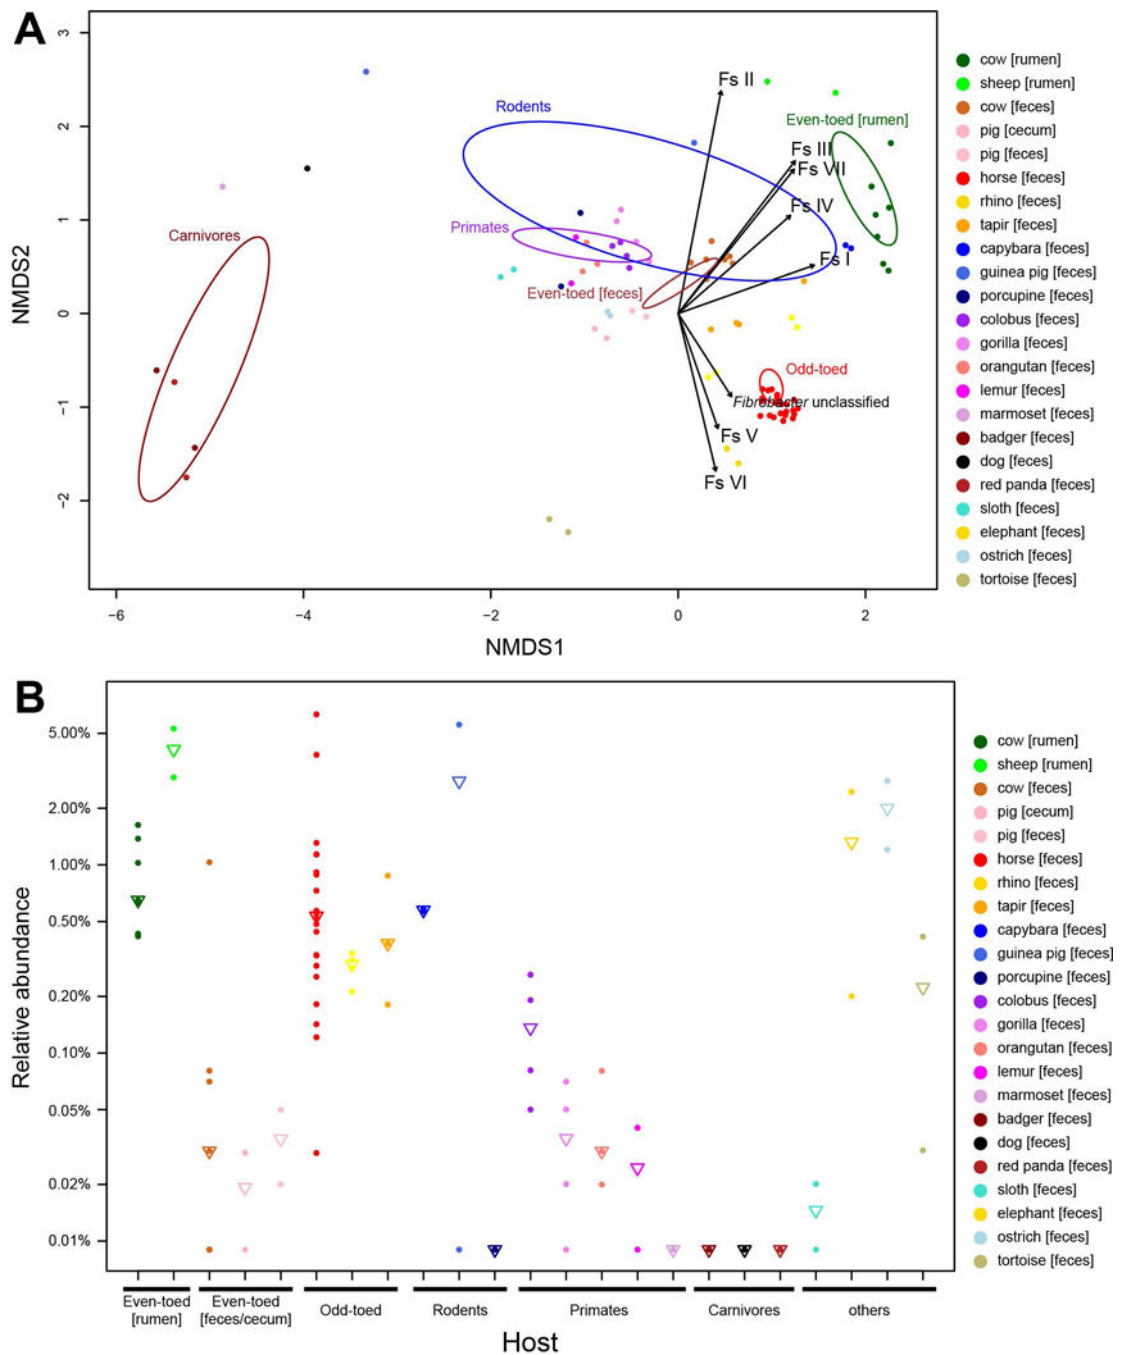 A
NMDS2
3
2
1
0
−1
−2
−6
−4
−2
0
2
NMDS1
Fs II
Rodents
Even-toed [rumen]
Fs III
Fs VII
Fs IV
Primates
Carnivores
Fs I
Even-toed [feces]
Odd-toed
Fibrobacter unclassified
Fs V
Fs VI
cow [rumen]
sheep [rumen]
cow [feces]
pig [cecum]
pig [feces]
horse [feces]
rhino [feces]
tapir [feces]
capybara [feces]
guinea pig [feces]
porcupine [feces]
colobus [feces]
gorilla [feces]
orangutan [feces]
lemur [feces]
marmoset [feces]
badger [feces]
dog [feces]
red panda [feces]
sloth [feces]
elephant [feces]
ostrich [feces]
tortoise [feces]
B
Relative abundance
5.00%
2.00%
1.00%
0.50%
0.20%
0.10%
0.05%
0.02%
0.01%
Even-toed
[rumen]
Even-toed
[feces/cecum]
Odd-toed
Rodents
Primates
Carnivores
others
Host
cow [rumen]
sheep [rumen]
cow [feces]
pig [cecum]
pig [feces]
horse [feces]
rhino [feces]
tapir [feces]
capybara [feces]
guinea pig [feces]
porcupine [feces]
colobus [feces]
gorilla [feces]
orangutan [feces]
lemur [feces]
marmoset [feces]
badger [feces]
dog [feces]
red panda [feces]
sloth [feces]
elephant [feces]
ostrich [feces]
tortoise [feces]